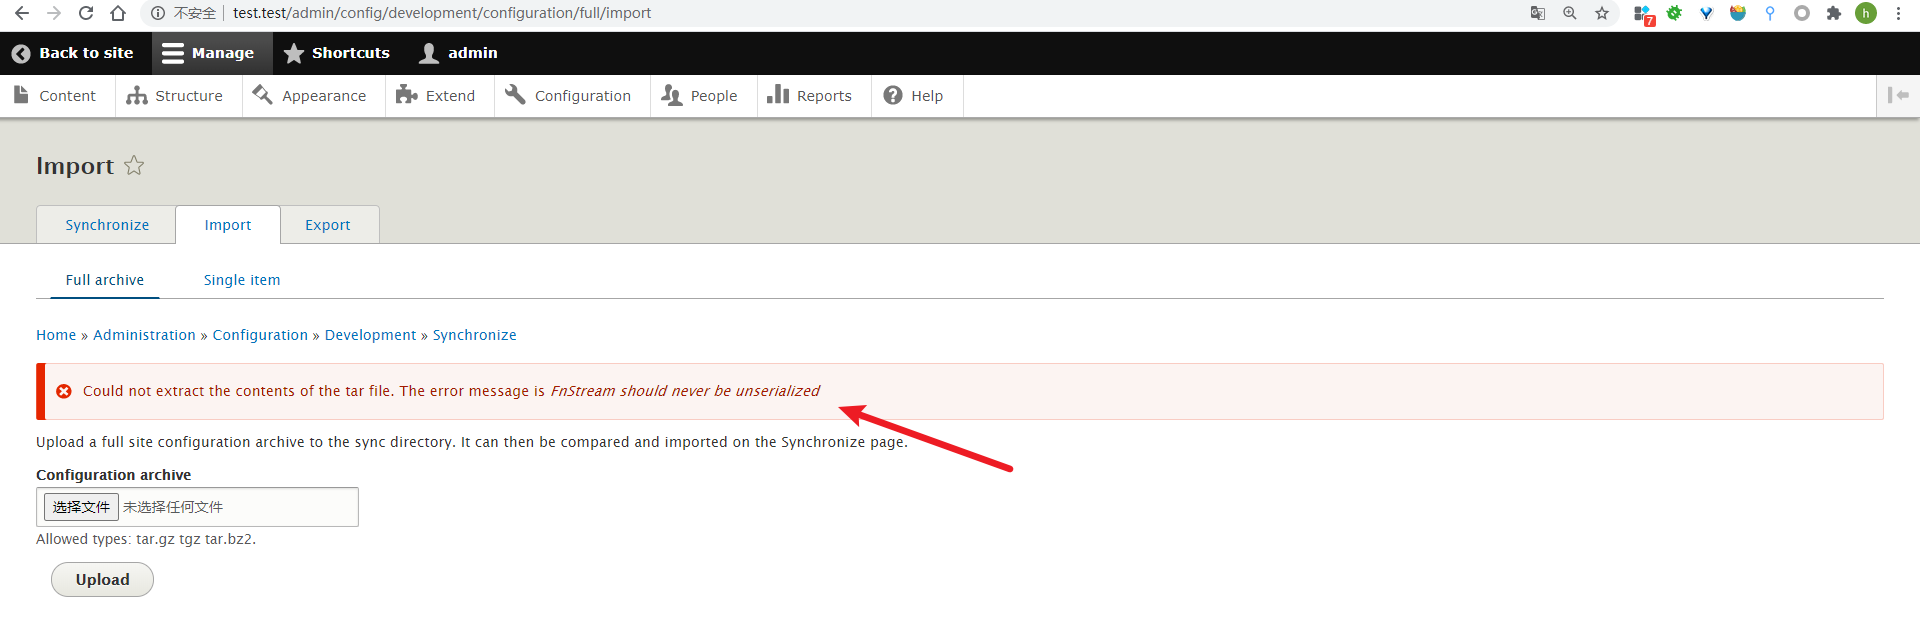 不安全 test.test/admin/config/development/configuration/full/import 7 h
Back to site Manage Shortcuts admin
Content Structure Appearance Extend Configuration People Reports Help
Import
Synchronize Import Export
Full archive Single item
Home » Administration » Configuration » Development » Synchronize
Could not extract the contents of the tar file. The error message is FnStream should never be unserialized
Upload a full site configuration archive to the sync directory. It can then be compared and imported on the Synchronize page.
Configuration archive
选择文件 未选择任何文件
Allowed types: tar.gz tgz tar.bz2.
Upload